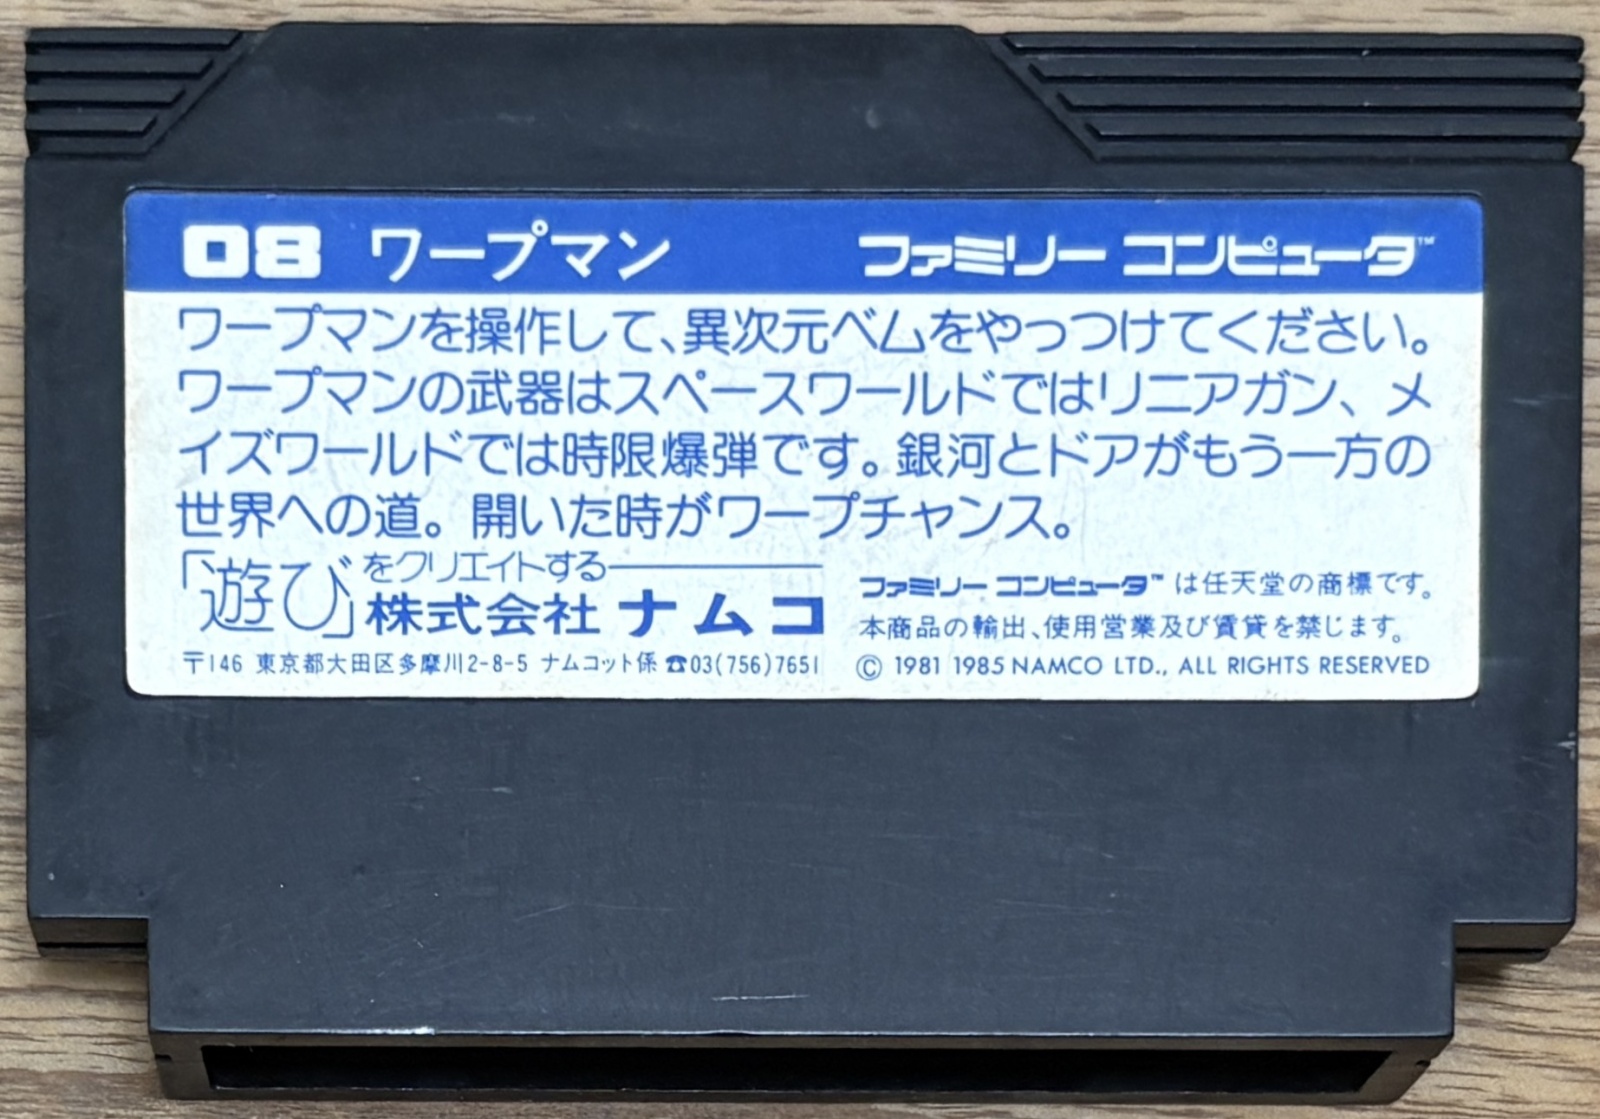 08 ワープマン ファミリー コンピュータ™
ワープマンを操作して、異次元ベムをやっつけてください。
ワープマンの武器はスペースワールドではリニアガン、メ
イズワールドでは時限爆弾です。銀河とドアがもう一方の
世界への道。開いた時がワープチャンス。
「遊び」をクリエイトする
株式会社 ナムコ
〒146 東京都大田区多摩川2-8-5 ナムコット係 ☎03(756)7651
ファミリー コンピュータ™ は任天堂の商標です。
本商品の輸出、使用営業及び賃貸を禁じます。
© 1981 1985 NAMCO LTD., ALL RIGHTS RESERVED